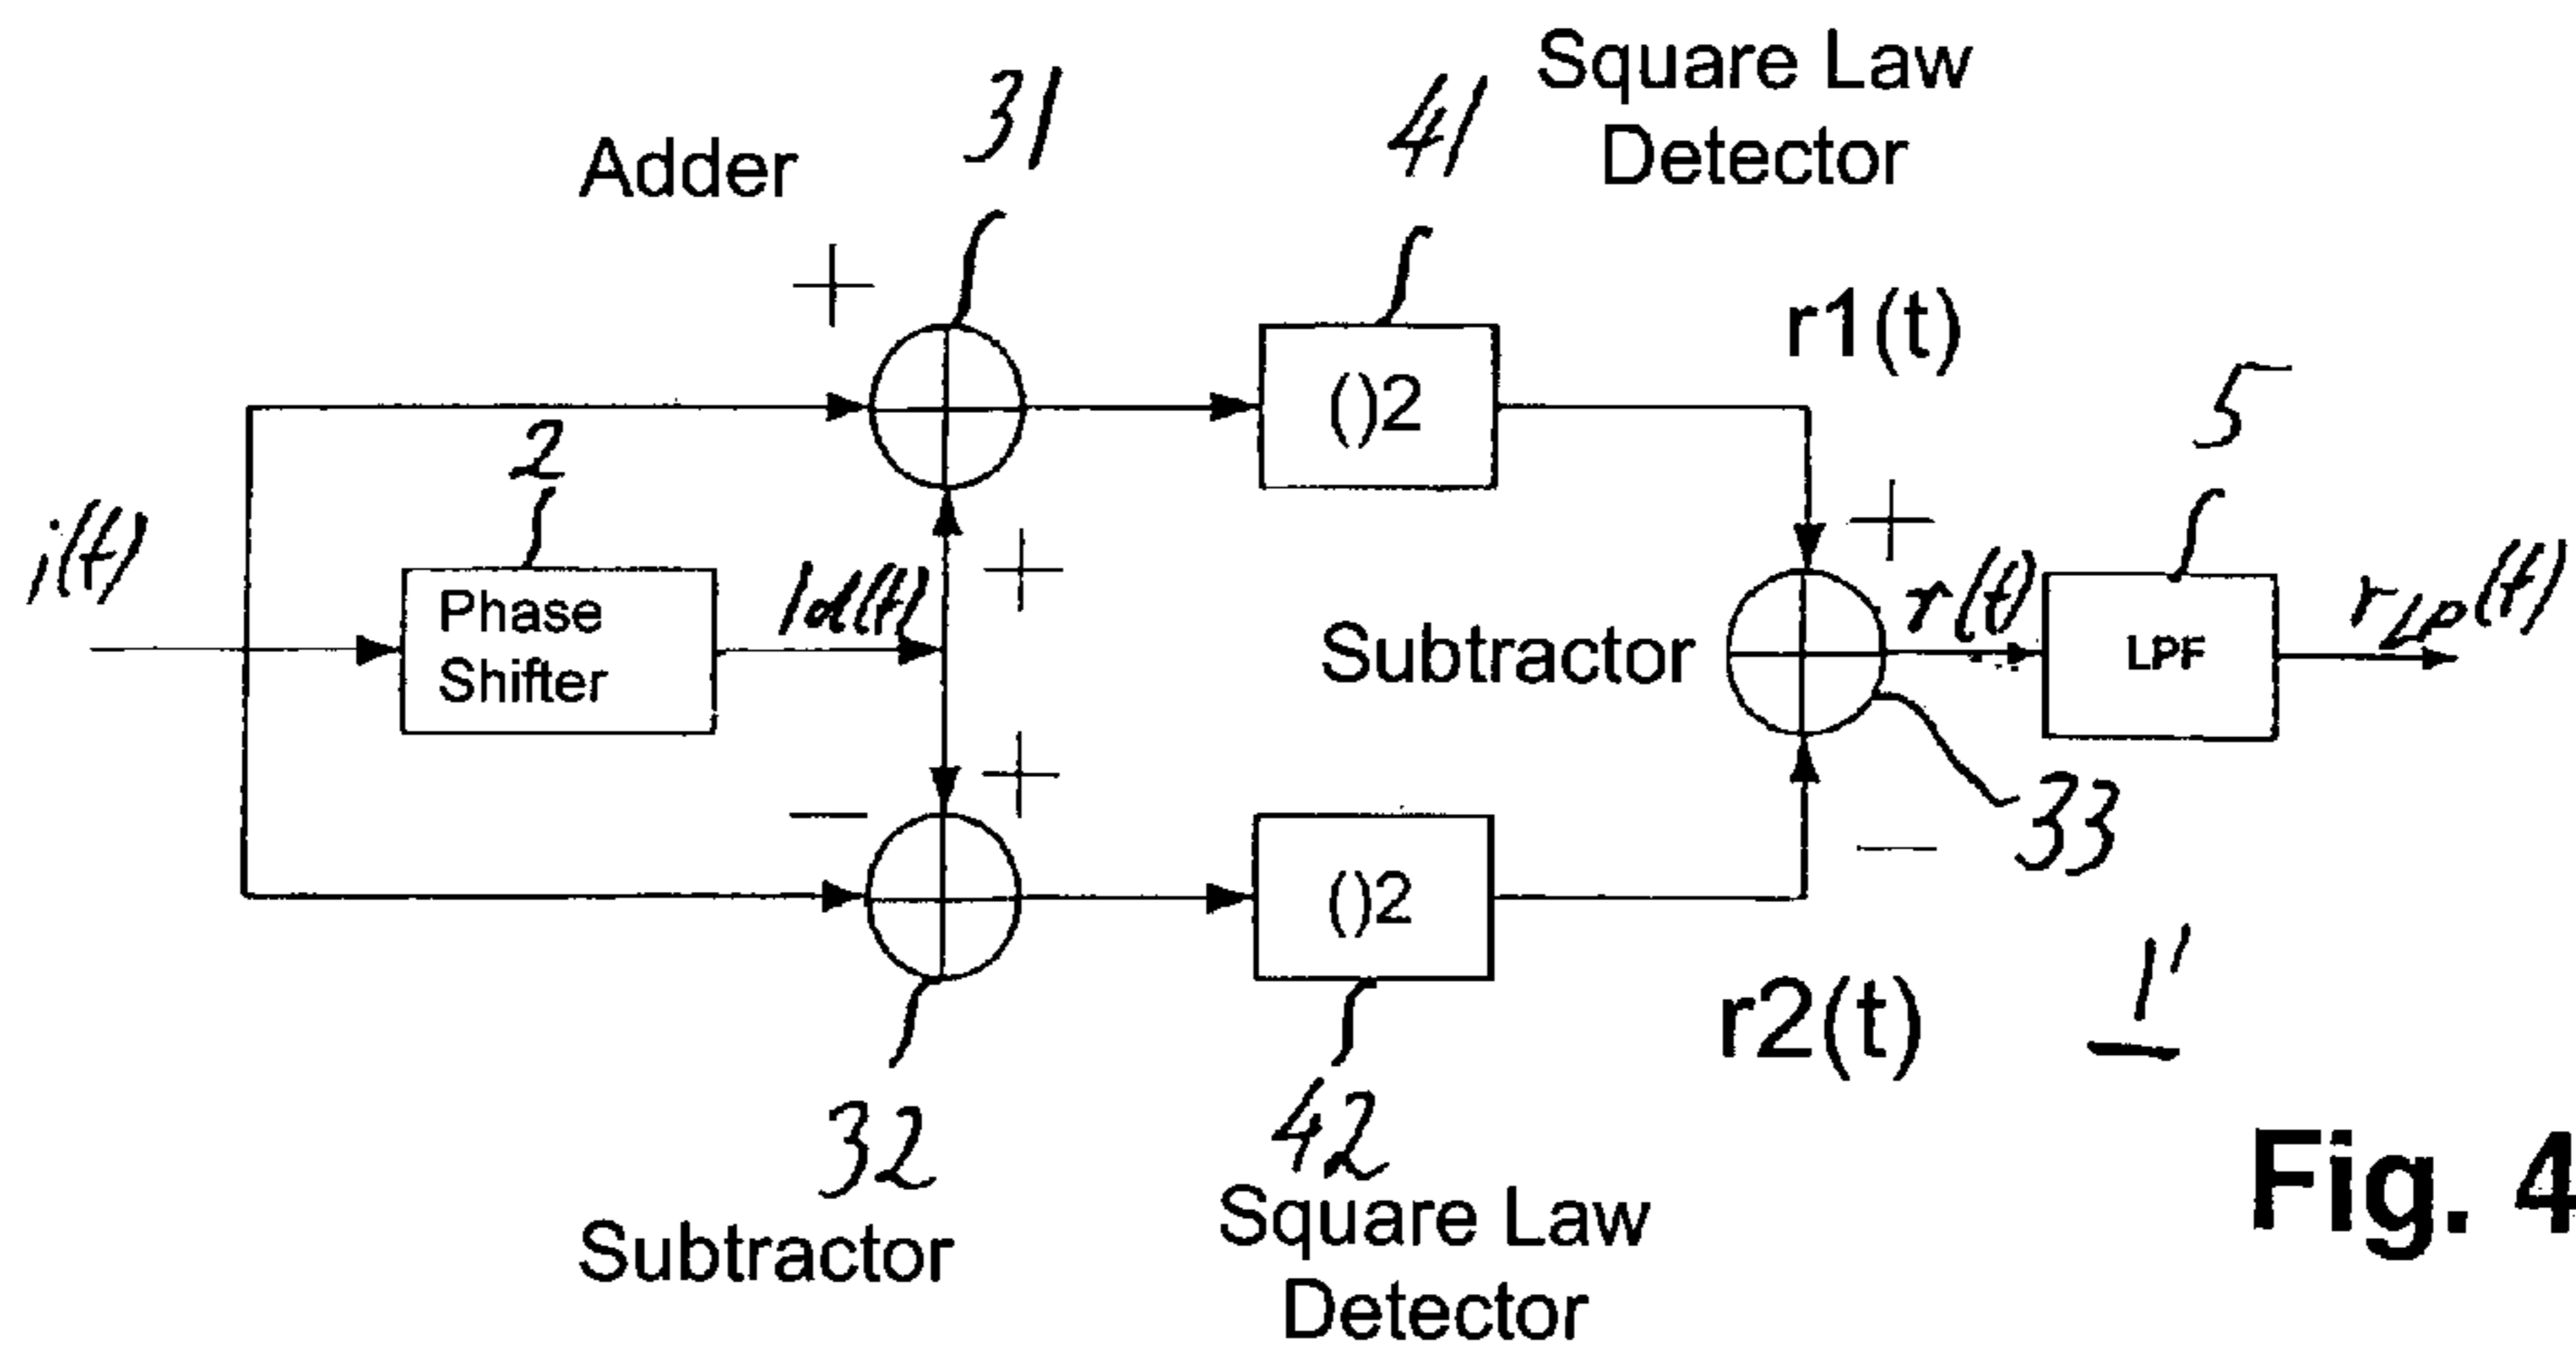 Square Law
Detector
31
41
Adder
+
r1(t)
5
()2
2
i(t)
+
+
Phase
Shifter
1d(t)
r(t)
LPF
rLP(t)
Subtractor
+
−
()2
−
33
r2(t)
1'
32
42
Subtractor
Square Law
Detector
Fig. 4